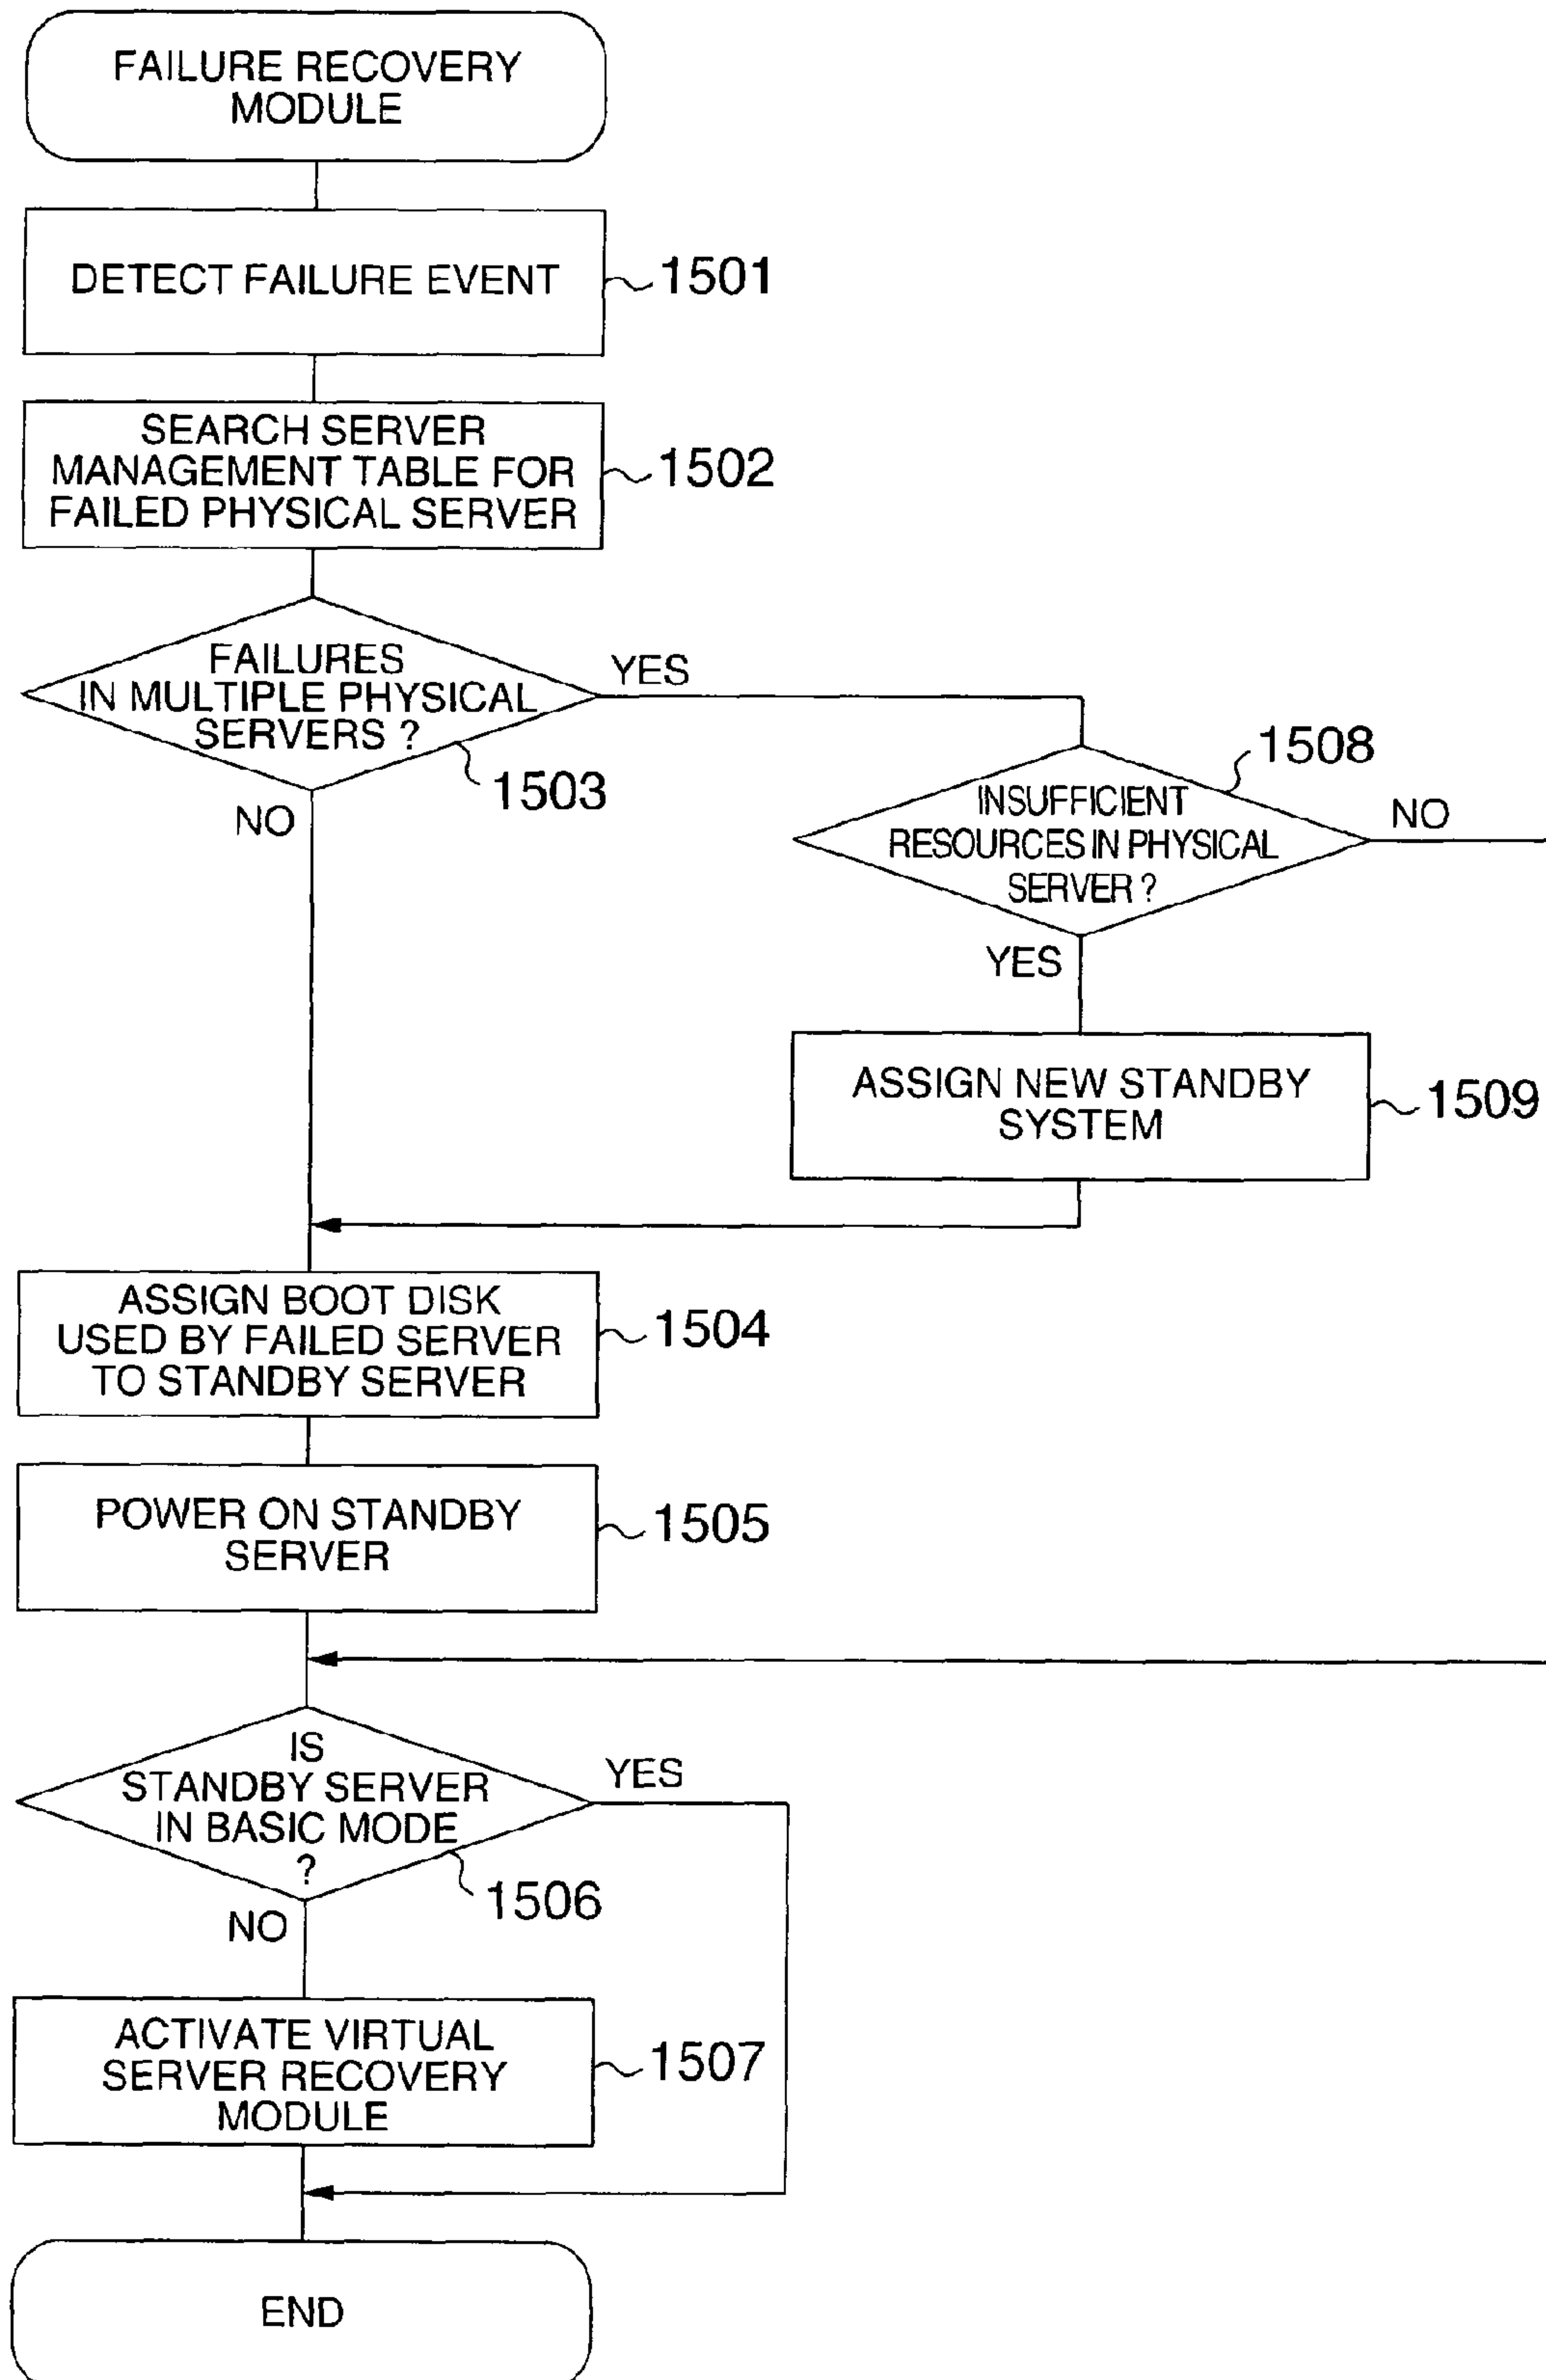 FAILURE RECOVERY
MODULE
DETECT FAILURE EVENT
1501
SEARCH SERVER
MANAGEMENT TABLE FOR
FAILED PHYSICAL SERVER
1502
FAILURES
IN MULTIPLE PHYSICAL
SERVERS ?
YES
1503
NO
1508
INSUFFICIENT
RESOURCES IN PHYSICAL
SERVER ?
NO
YES
ASSIGN NEW STANDBY
SYSTEM
1509
ASSIGN BOOT DISK
USED BY FAILED SERVER
TO STANDBY SERVER
1504
POWER ON STANDBY
SERVER
1505
IS
STANDBY SERVER
IN BASIC MODE
?
YES
1506
NO
ACTIVATE VIRTUAL
SERVER RECOVERY
MODULE
1507
END